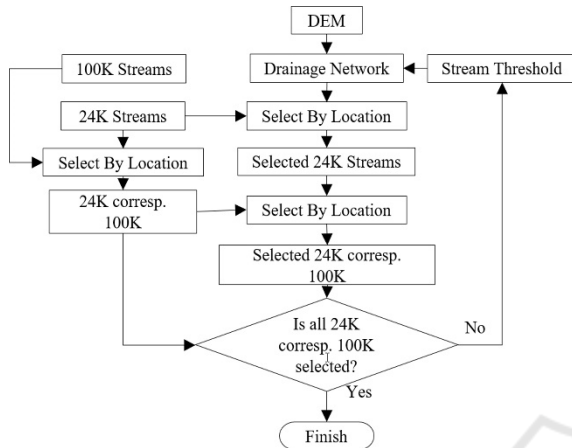 DEM
100K Streams
Drainage Network
Stream Threshold
24K Streams
Select By Location
Select By Location
Selected 24K Streams
24K corresp.
100K
Select By Location
Selected 24K corresp.
100K
Is all 24K
corresp. 100K
selected?
No
Yes
Finish